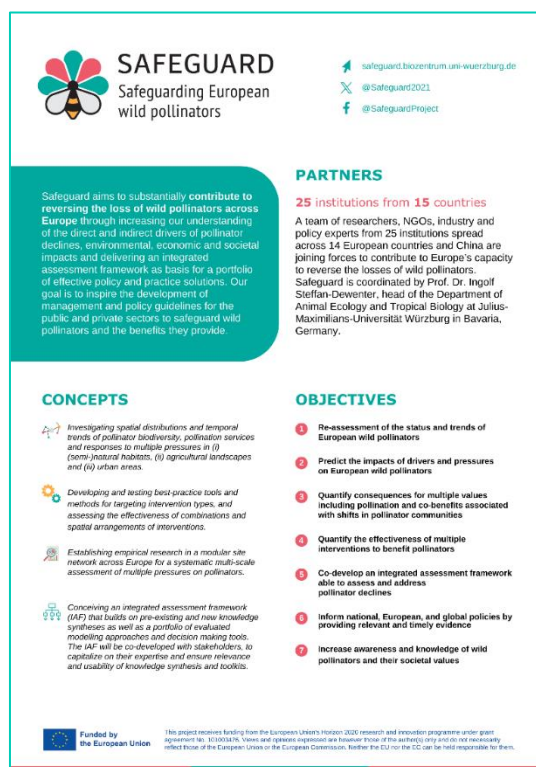 SAFEGUARD
Safeguarding European
wild pollinators
safeguard.biozentrum.uni-wuerzburg.de
@Safeguard2021
@SafeguardProject
Safeguard aims to substantially contribute to
reversing the loss of wild pollinators across
Europe through increasing our understanding
of the direct and indirect drivers of pollinator
declines, environmental, economic and societal
impacts and delivering an integrated
assessment framework as basis for a portfolio
of effective policy and practice solutions. Our
goal is to inspire the development of
management and policy guidelines for the
public and private sectors to safeguard wild
pollinators and the benefits they provide.
PARTNERS
25 institutions from 15 countries
A team of researchers, NGOs, industry and
policy experts from 25 institutions spread
across 14 European countries and China are
joining forces to contribute to Europe's capacity
to reverse the losses of wild pollinators.
Safeguard is coordinated by Prof. Dr. Ingolf
Steffan-Dewenter, head of the Department of
Animal Ecology and Tropical Biology at Julius-
Maximilians-Universität Würzburg in Bavaria,
Germany.
CONCEPTS
Investigating spatial distributions and temporal
trends of pollinator biodiversity, pollination services
and responses to multiple pressures in (i)
(semi-)natural habitats, (ii) agricultural landscapes
and (iii) urban areas.
Developing and testing best-practice tools and
methods for targeting intervention types, and
assessing the effectiveness of combinations and
spatial arrangements of interventions.
Establishing empirical research in a modular site
network across Europe for a systematic multi-scale
assessment of multiple pressures on pollinators.
Conceiving an integrated assessment framework
(IAF) that builds on pre-existing and new knowledge
syntheses as well as a portfolio of evaluated
modelling approaches and decision making tools.
The IAF will be co-developed with stakeholders, to
capitalize on their expertise and ensure relevance
and usability of knowledge synthesis and toolkits.
OBJECTIVES
1 Re-assessment of the status and trends of
European wild pollinators
2 Predict the impacts of drivers and pressures
on European wild pollinators
3 Quantify consequences for multiple values
including pollination and co-benefits associated
with shifts in pollinator communities
4 Quantify the effectiveness of multiple
interventions to benefit pollinators
5 Co-develop an integrated assessment framework
able to assess and address
pollinator declines
6 Inform national, European, and global policies by
providing relevant and timely evidence
7 Increase awareness and knowledge of wild
pollinators and their societal values
Funded by
the European Union
This project receives funding from the European Union's Horizon 2020 research and innovation programme under grant
agreement No. 101003476. Views and opinions expressed are however those of the author(s) only and do not necessarily
reflect those of the European Union or the European Commission. Neither the EU nor the EC can be held responsible for them.